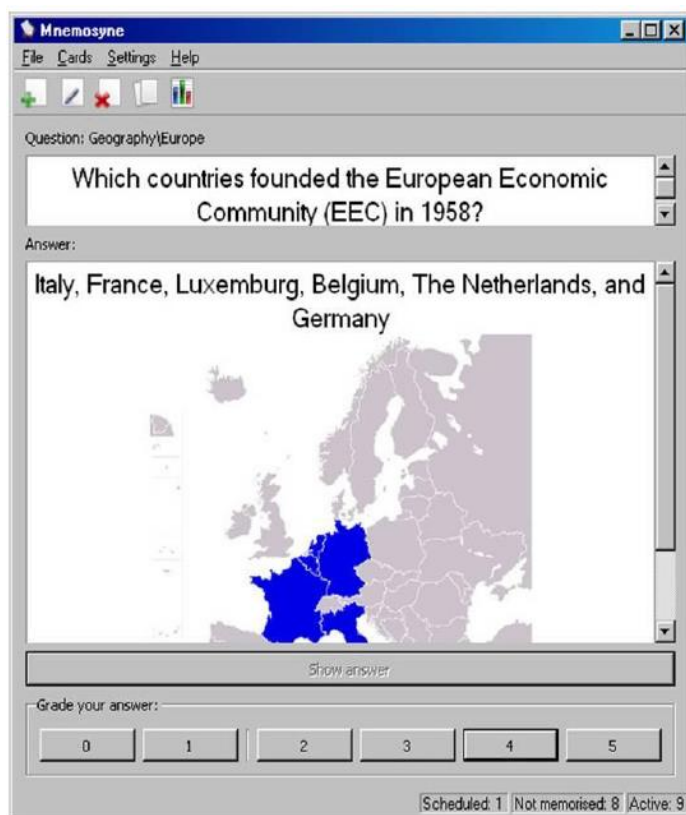 Mnemosyne
File Cards Settings Help
Question: Geography\Europe
Which countries founded the European Economic
Community (EEC) in 1958?
Answer:
Italy, France, Luxemburg, Belgium, The Netherlands, and
Germany
Show answer
Grade your answer:
0 1 2 3 4 5
Scheduled: 1 Not memorised: 8 Active: 9